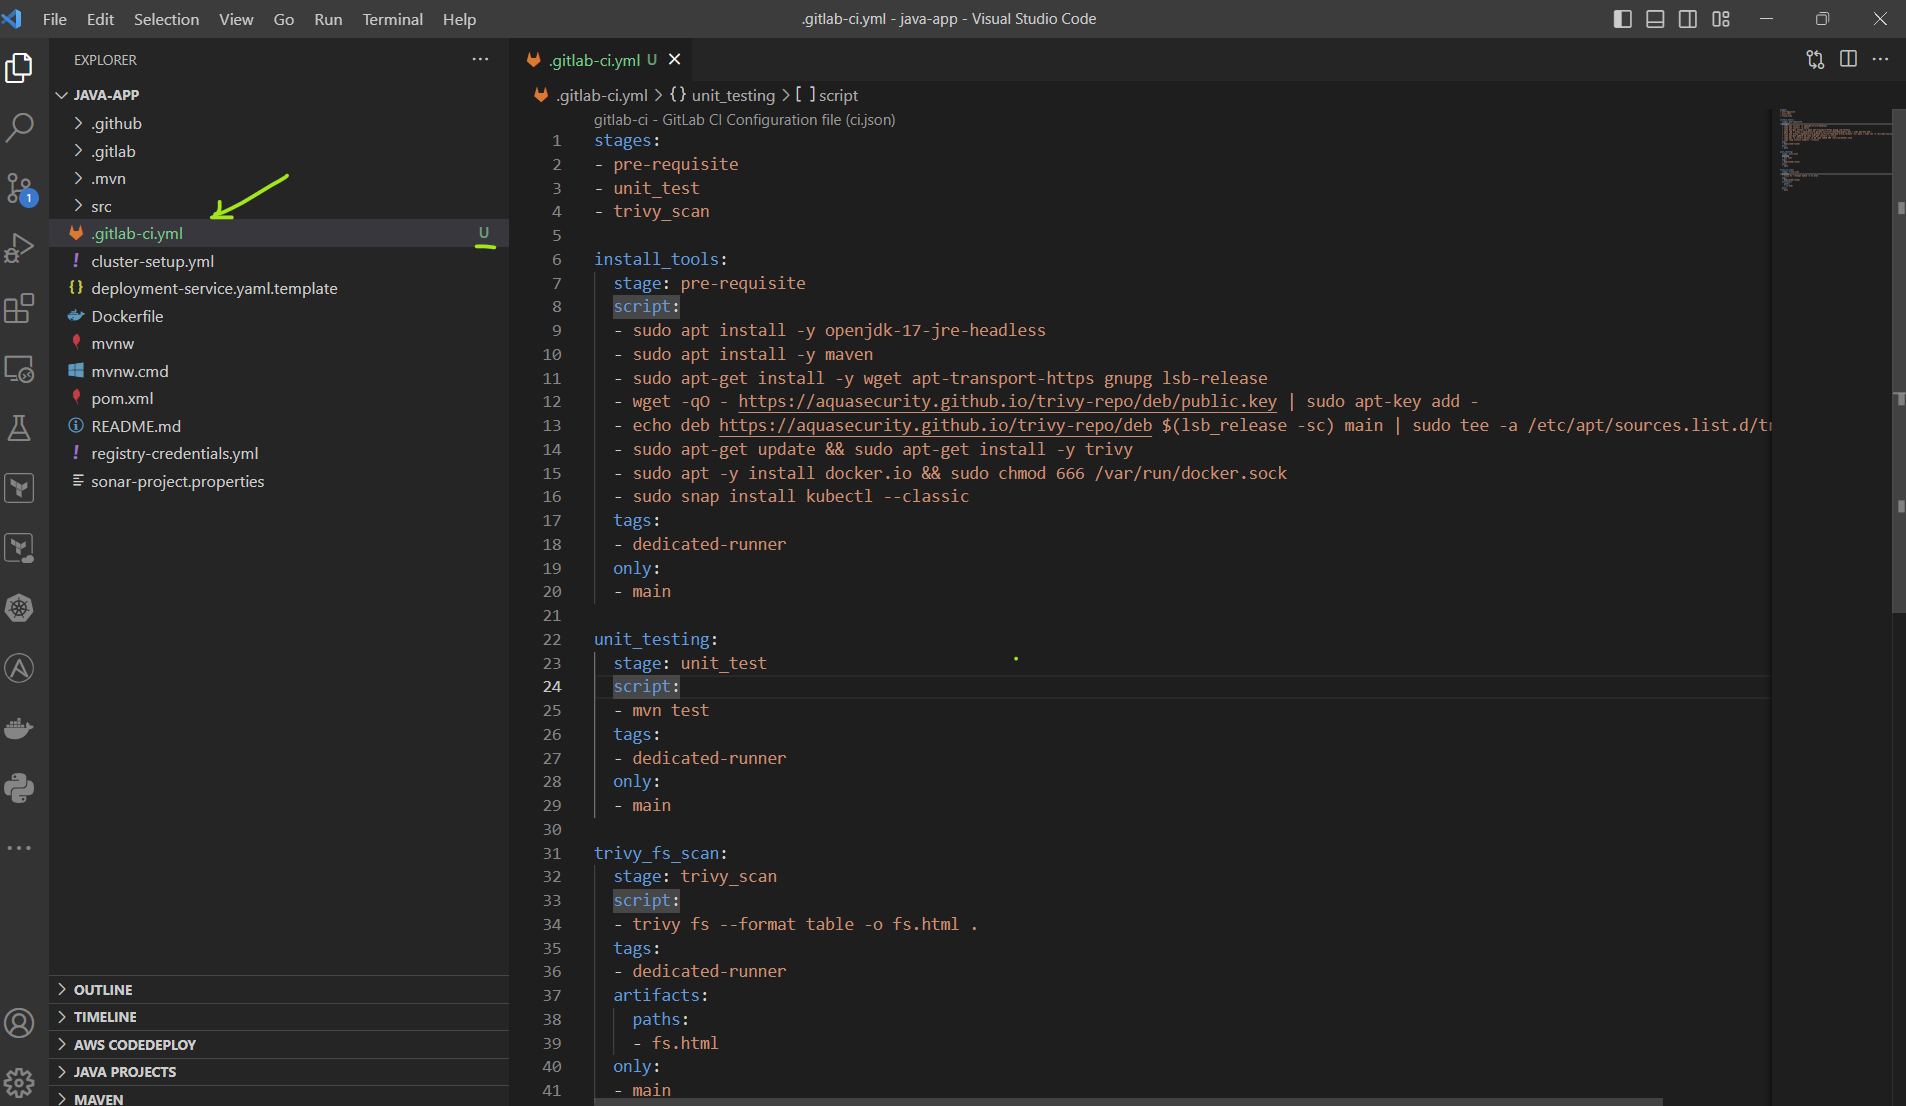 File Edit Selection View Go Run Terminal Help
.gitlab-ci.yml - java-app - Visual Studio Code
EXPLORER
JAVA-APP
.github
.gitlab
.mvn
src
.gitlab-ci.yml U
cluster-setup.yml
deployment-service.yaml.template
Dockerfile
mvnw
mvnw.cmd
pom.xml
README.md
registry-credentials.yml
sonar-project.properties
OUTLINE
TIMELINE
AWS CODEDEPLOY
JAVA PROJECTS
MAVEN
1
.gitlab-ci.yml U
.gitlab-ci.yml > {} unit_testing > [ ] script
gitlab-ci - GitLab CI Configuration file (ci.json)
1 stages:
2 - pre-requisite
3 - unit_test
4 - trivy_scan
5
6 install_tools:
7 stage: pre-requisite
8 script:
9 - sudo apt install -y openjdk-17-jre-headless
10 - sudo apt install -y maven
11 - sudo apt-get install -y wget apt-transport-https gnupg lsb-release
12 - wget -qO - https://aquasecurity.github.io/trivy-repo/deb/public.key | sudo apt-key add -
13 - echo deb https://aquasecurity.github.io/trivy-repo/deb $(lsb_release -sc) main | sudo tee -a /etc/apt/sources.list.d/tr
14 - sudo apt-get update && sudo apt-get install -y trivy
15 - sudo apt -y install docker.io && sudo chmod 666 /var/run/docker.sock
16 - sudo snap install kubectl --classic
17 tags:
18 - dedicated-runner
19 only:
20 - main
21
22 unit_testing:
23 stage: unit_test
24 script:
25 - mvn test
26 tags:
27 - dedicated-runner
28 only:
29 - main
30
31 trivy_fs_scan:
32 stage: trivy_scan
33 script:
34 - trivy fs --format table -o fs.html .
35 tags:
36 - dedicated-runner
37 artifacts:
38 paths:
39 - fs.html
40 only:
41 - main